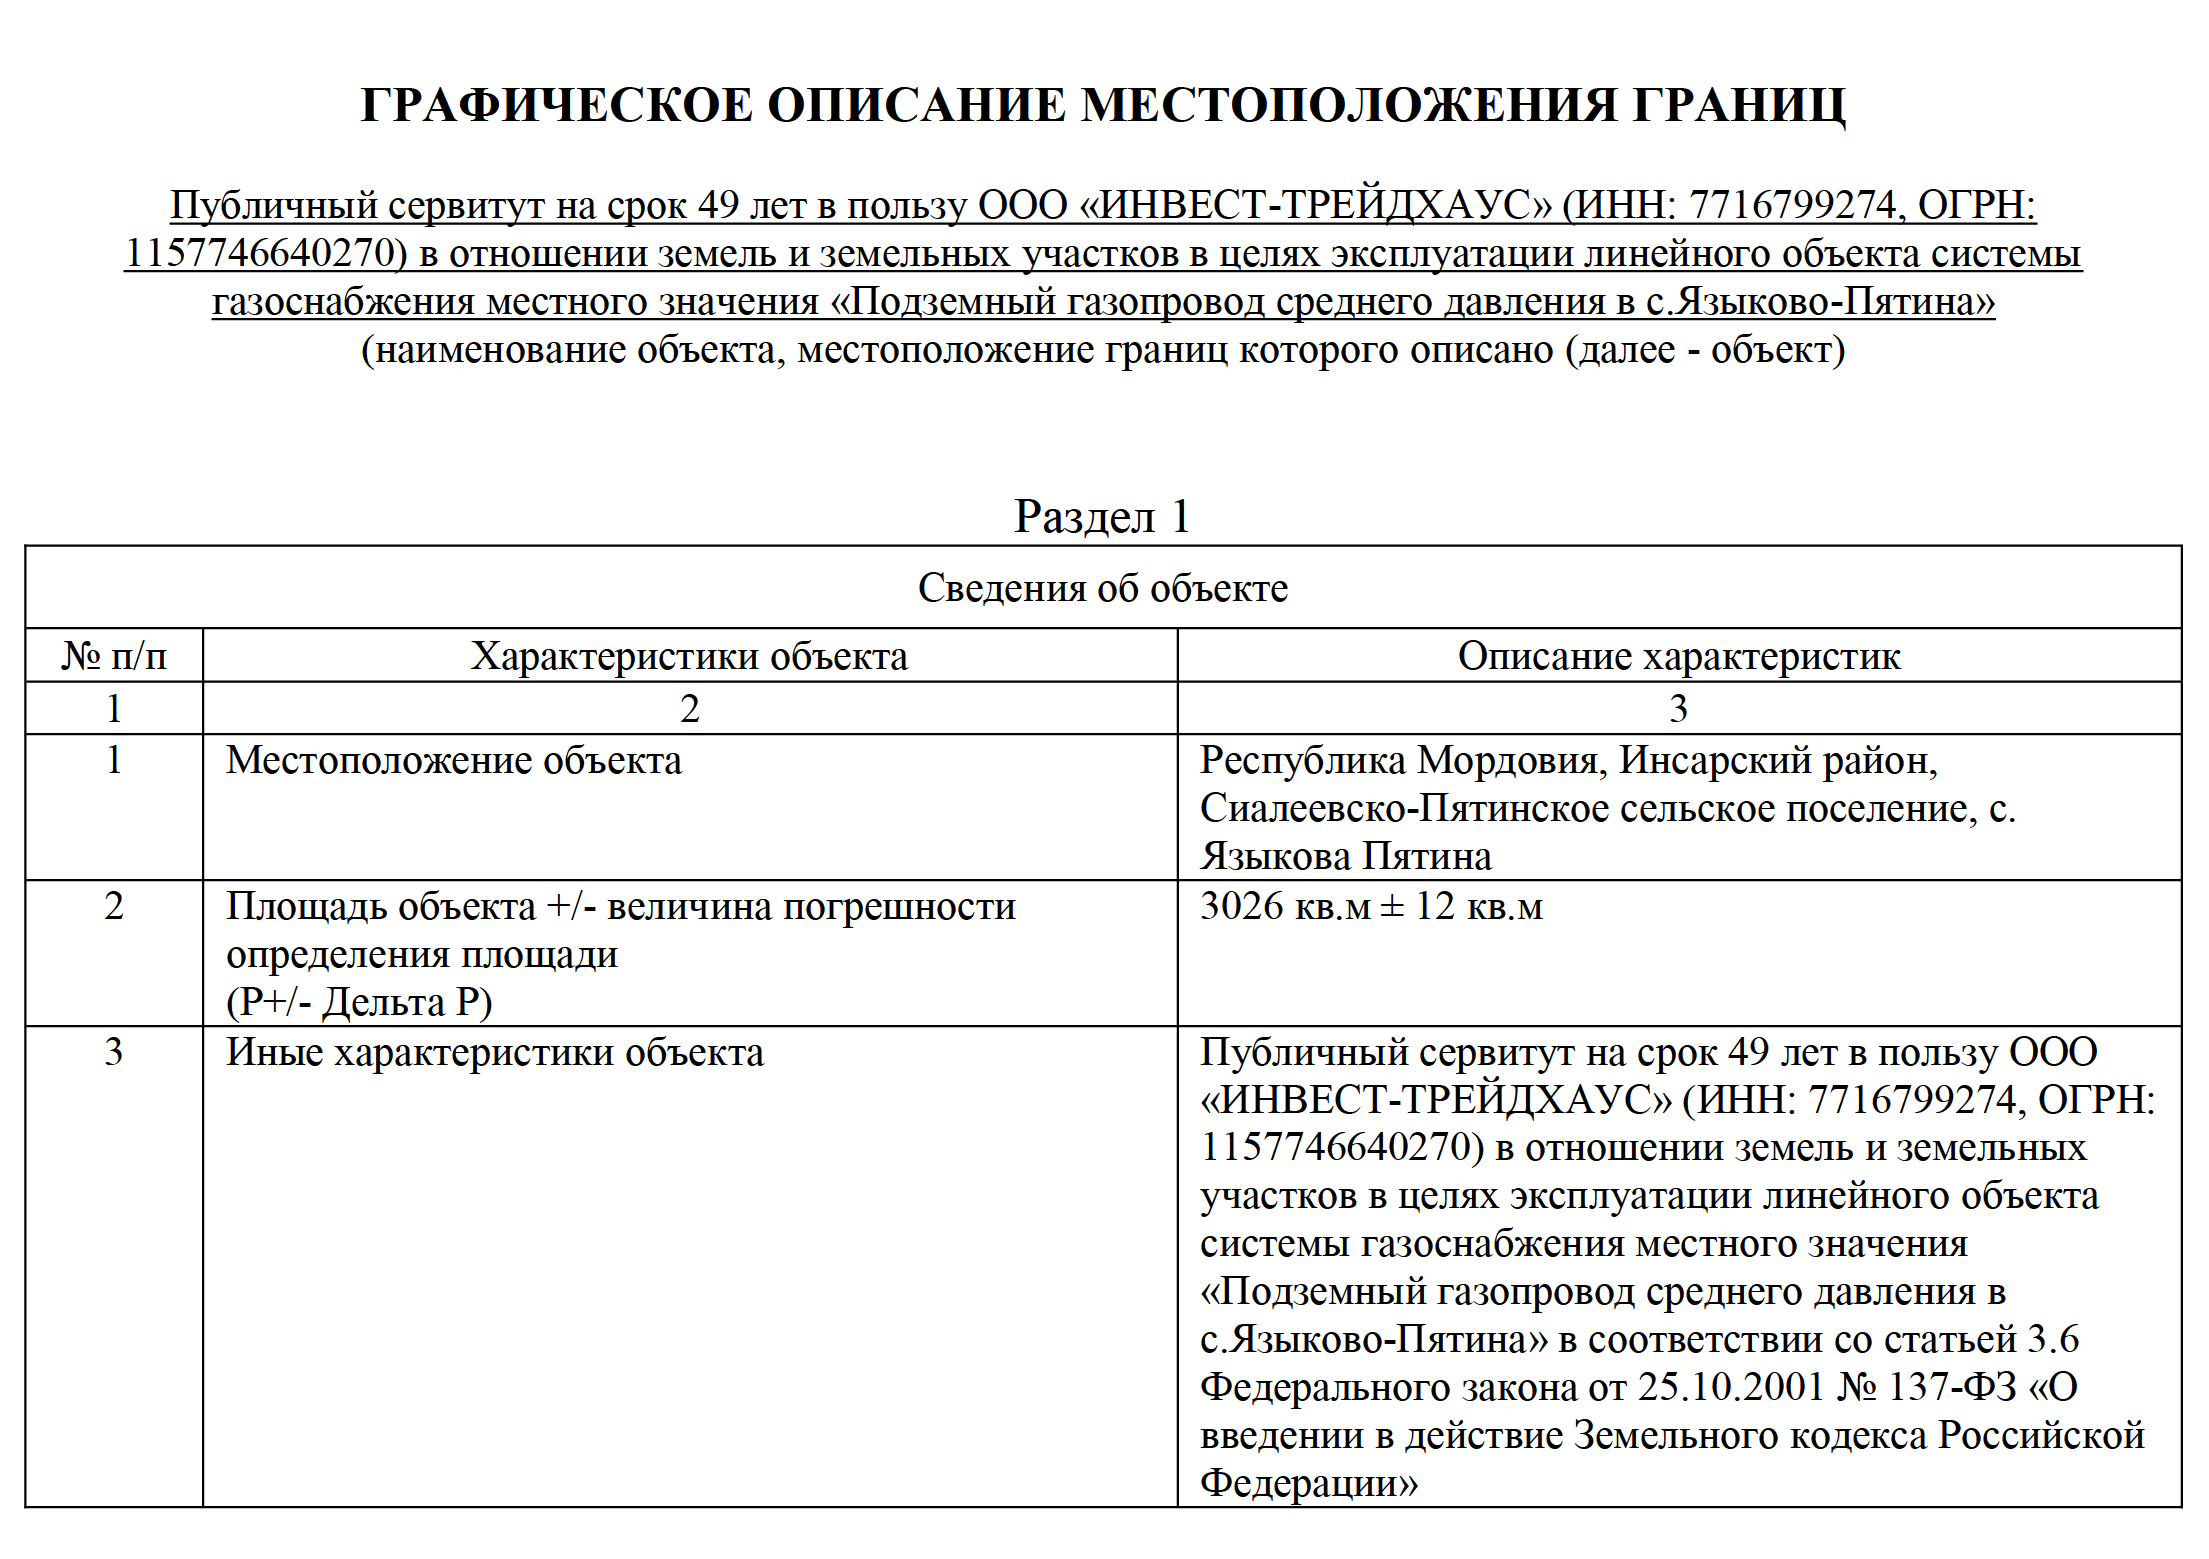 ГРАФИЧЕСКОЕ ОПИСАНИЕ МЕСТОПОЛОЖЕНИЯ ГРАНИЦ
Публичный сервитут на срок 49 лет в пользу ООО «ИНВЕСТ-ТРЕЙДХАУС» (ИНН: 7716799274, ОГРН:
1157746640270) в отношении земель и земельных участков в целях эксплуатации линейного объекта системы
газоснабжения местного значения «Подземный газопровод среднего давления в с.Языково-Пятина»
(наименование объекта, местоположение границ которого описано (далее - объект)
Раздел 1
Сведения об объекте
№ п/п
Характеристики объекта
Описание характеристик
1
2
3
1
Местоположение объекта
Республика Мордовия, Инсарский район,
Сиалеевско-Пятинское сельское поселение, с.
Языкова Пятина
2
Площадь объекта +/- величина погрешности
определения площади
(P+/- Дельта P)
3026 кв.м ± 12 кв.м
3
Иные характеристики объекта
Публичный сервитут на срок 49 лет в пользу ООО
«ИНВЕСТ-ТРЕЙДХАУС» (ИНН: 7716799274, ОГРН:
1157746640270) в отношении земель и земельных
участков в целях эксплуатации линейного объекта
системы газоснабжения местного значения
«Подземный газопровод среднего давления в
с.Языково-Пятина» в соответствии со статьей 3.6
Федерального закона от 25.10.2001 № 137-ФЗ «О
введении в действие Земельного кодекса Российской
Федерации»